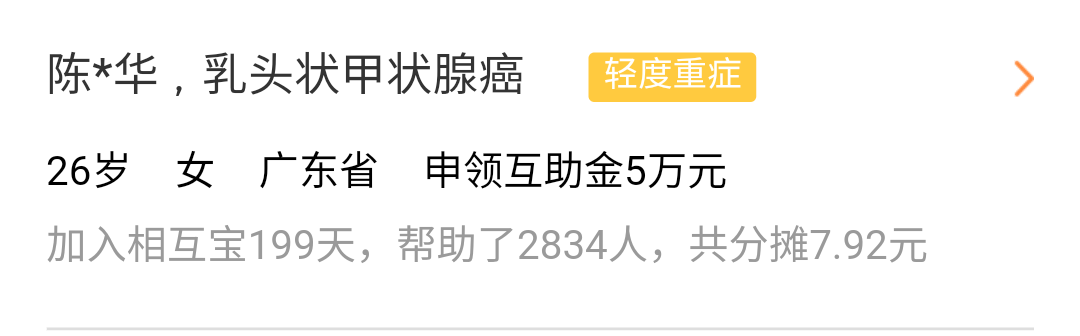 陈*华，乳头状甲状腺癌 轻度重症
26岁 女 广东省 申领互助金5万元
加入相互宝199天，帮助了2834人，共分摊7.92元